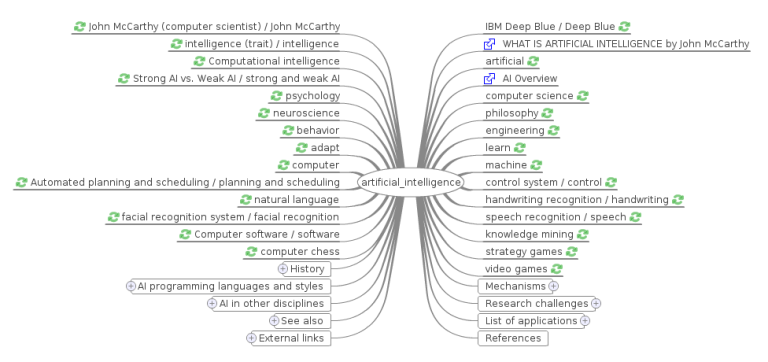 John McCarthy (computer scientist) / John McCarthy
intelligence (trait) / intelligence
Computational intelligence
Strong AI vs. Weak AI / strong and weak AI
psychology
neuroscience
behavior
adapt
computer
Automated planning and scheduling / planning and scheduling
natural language
facial recognition system / facial recognition
Computer software / software
computer chess
History
AI programming languages and styles
AI in other disciplines
See also
External links
artificial_intelligence
IBM Deep Blue / Deep Blue
WHAT IS ARTIFICIAL INTELLIGENCE by John McCarthy
artificial
AI Overview
computer science
philosophy
engineering
learn
machine
control system / control
handwriting recognition / handwriting
speech recognition / speech
knowledge mining
strategy games
video games
Mechanisms
Research challenges
List of applications
References